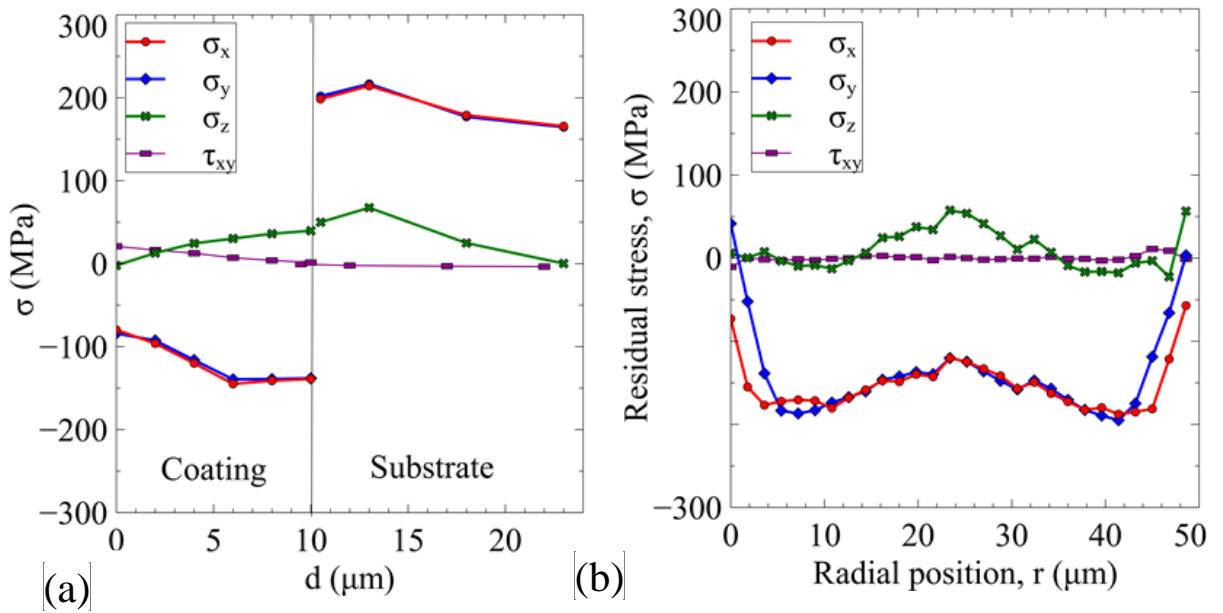 300
200
100
0
−100
−200
−300
σ (MPa)
σx
σy
σz
τxy
Coating
Substrate
0
5
10
15
20
d (μm)
(a)
300
200
100
0
−300
Residual stress, σ (MPa)
σx
σy
σz
τxy
0
10
20
30
40
50
Radial position, r (μm)
(b)